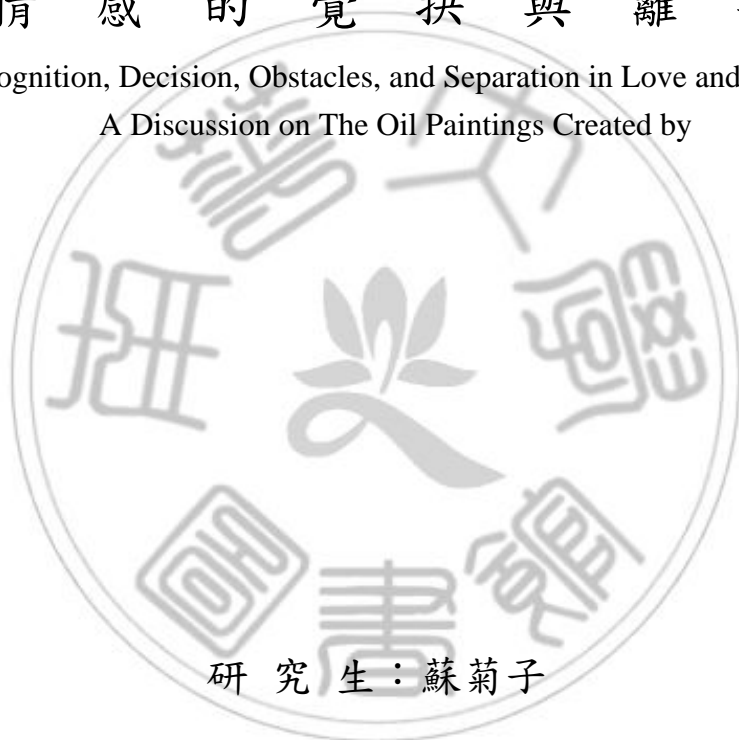 情 感 的 覺 抉 與 離
ognition, Decision, Obstacles, and Separation in Love and
A Discussion on The Oil Paintings Created by
研 究 生：蘇菊子